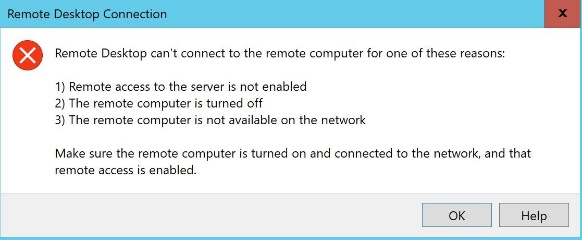 Remote Desktop Connection
x
Remote Desktop can't connect to the remote computer for one of these reasons:
1) Remote access to the server is not enabled
2) The remote computer is turned off
3) The remote computer is not available on the network
Make sure the remote computer is turned on and connected to the network, and that
remote access is enabled.
OK
Help